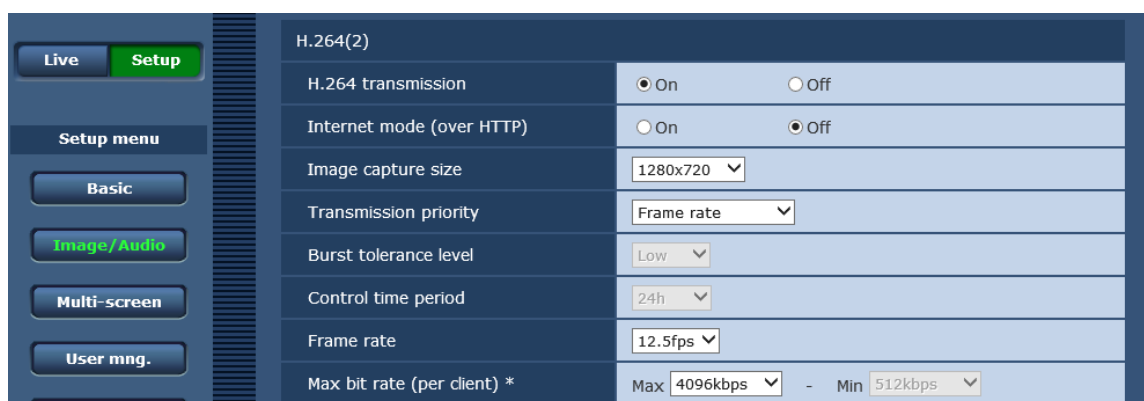 Live Setup
Setup menu
Basic
Image/Audio
Multi-screen
User mng.
H.264(2)
H.264 transmission On Off
Internet mode (over HTTP) On Off
Image capture size 1280x720
Transmission priority Frame rate
Burst tolerance level Low
Control time period 24h
Frame rate 12.5fps
Max bit rate (per client) * Max 4096kbps - Min 512kbps